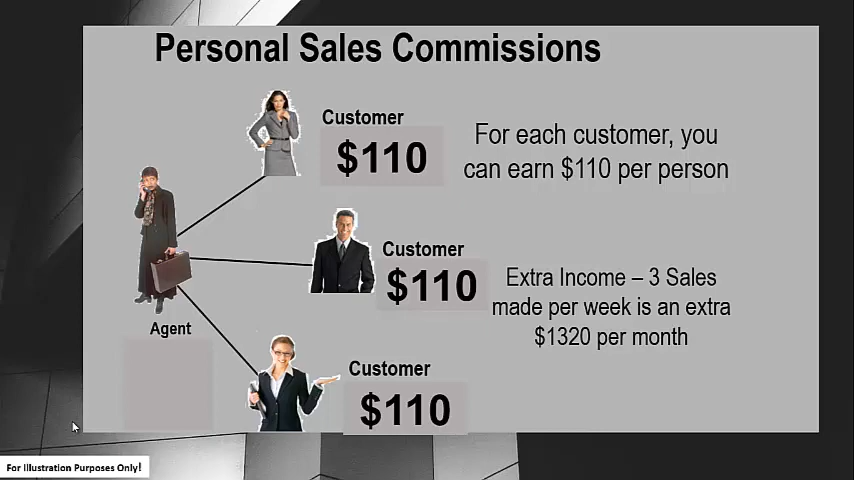 Personal Sales Commissions
Customer
$110
For each customer, you
can earn $110 per person
Customer
$110
Extra Income – 3 Sales
made per week is an extra
$1320 per month
Agent
Customer
$110
For Illustration Purposes Only!